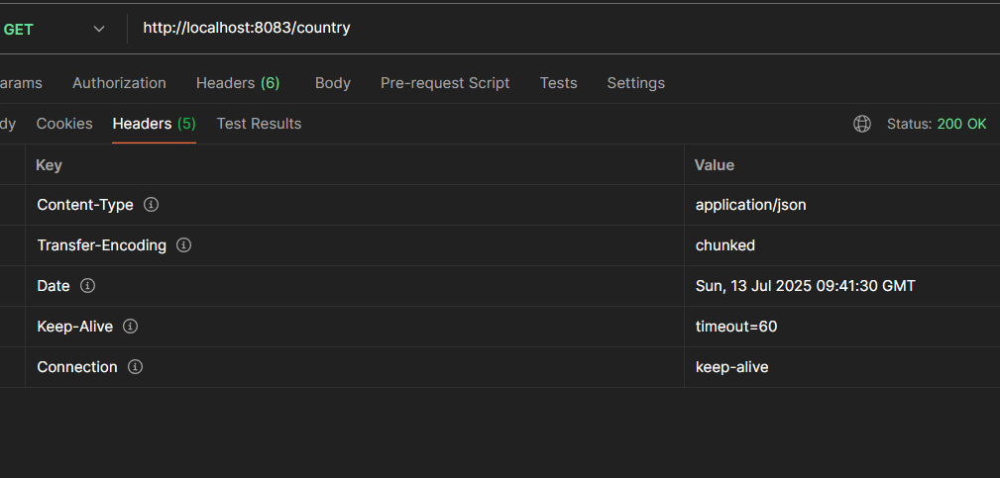 GET http://localhost:8083/country
arams Authorization Headers (6) Body Pre-request Script Tests Settings
dy Cookies Headers (5) Test Results Status: 200 OK
Key Value
Content-Type application/json
Transfer-Encoding chunked
Date Sun, 13 Jul 2025 09:41:30 GMT
Keep-Alive timeout=60
Connection keep-alive